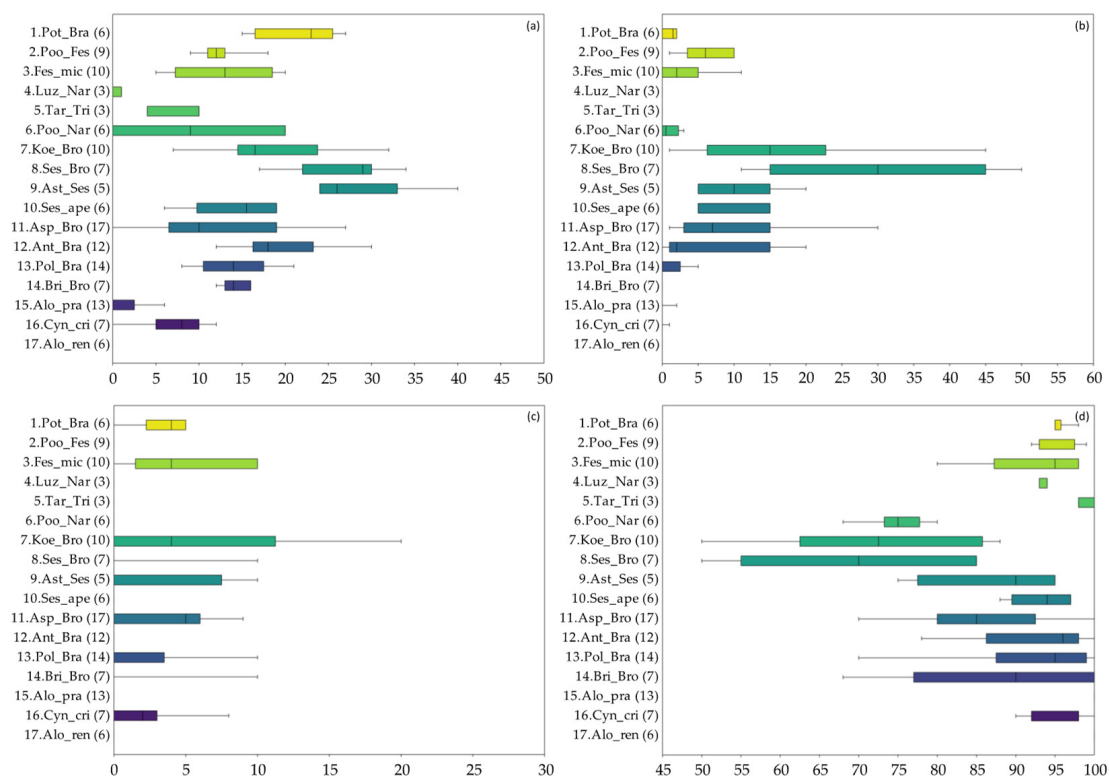 (a)
1.Pot_Bra (6)
2.Poo_Fes (9)
3.Fes_mic (10)
4.Luz_Nar (3)
5.Tar_Tri (3)
6.Poo_Nar (6)
7.Koe_Bro (10)
8.Ses_Bro (7)
9.Ast_Ses (5)
10.Ses_ape (6)
11.Asp_Bro (17)
12.Ant_Bra (12)
13.Pol_Bra (14)
14.Bri_Bro (7)
15.Alo_pra (13)
16.Cyn_cri (7)
17.Alo_ren (6)
0 5 10 15 20 25 30 35 40 45 50
(b)
1.Pot_Bra (6)
2.Poo_Fes (9)
3.Fes_mic (10)
4.Luz_Nar (3)
5.Tar_Tri (3)
6.Poo_Nar (6)
7.Koe_Bro (10)
8.Ses_Bro (7)
9.Ast_Ses (5)
10.Ses_ape (6)
11.Asp_Bro (17)
12.Ant_Bra (12)
13.Pol_Bra (14)
14.Bri_Bro (7)
15.Alo_pra (13)
16.Cyn_cri (7)
17.Alo_ren (6)
0 5 10 15 20 25 30 35 40 45 50 55 60
(c)
1.Pot_Bra (6)
2.Poo_Fes (9)
3.Fes_mic (10)
4.Luz_Nar (3)
5.Tar_Tri (3)
6.Poo_Nar (6)
7.Koe_Bro (10)
8.Ses_Bro (7)
9.Ast_Ses (5)
10.Ses_ape (6)
11.Asp_Bro (17)
12.Ant_Bra (12)
13.Pol_Bra (14)
14.Bri_Bro (7)
15.Alo_pra (13)
16.Cyn_cri (7)
17.Alo_ren (6)
0 5 10 15 20 25 30
(d)
1.Pot_Bra (6)
2.Poo_Fes (9)
3.Fes_mic (10)
4.Luz_Nar (3)
5.Tar_Tri (3)
6.Poo_Nar (6)
7.Koe_Bro (10)
8.Ses_Bro (7)
9.Ast_Ses (5)
10.Ses_ape (6)
11.Asp_Bro (17)
12.Ant_Bra (12)
13.Pol_Bra (14)
14.Bri_Bro (7)
15.Alo_pra (13)
16.Cyn_cri (7)
17.Alo_ren (6)
45 50 55 60 65 70 75 80 85 90 95 100